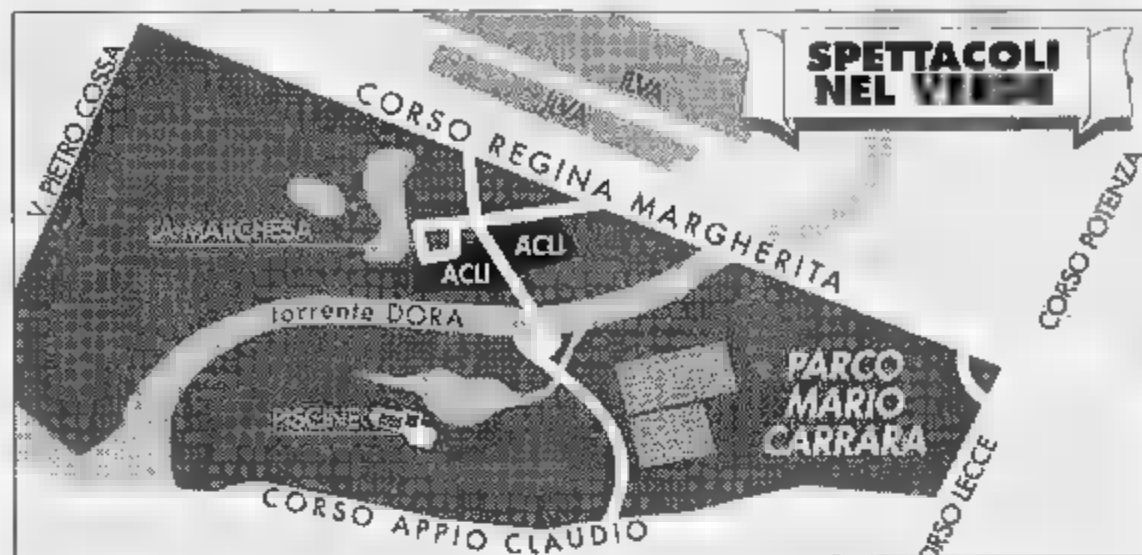 SPETTACOLI
NEL
V. PIETRO COSSA
CORSO REGINA MARGHERITA
ILVA
ILVA
CORSO POTENZA
LA MARCHESA
ACLI
ACLI
torrente DORA
PISCINE
PARCO
MARIO
CARRARA
CORSO APPIO CLAUDIO
CORSO LECCE